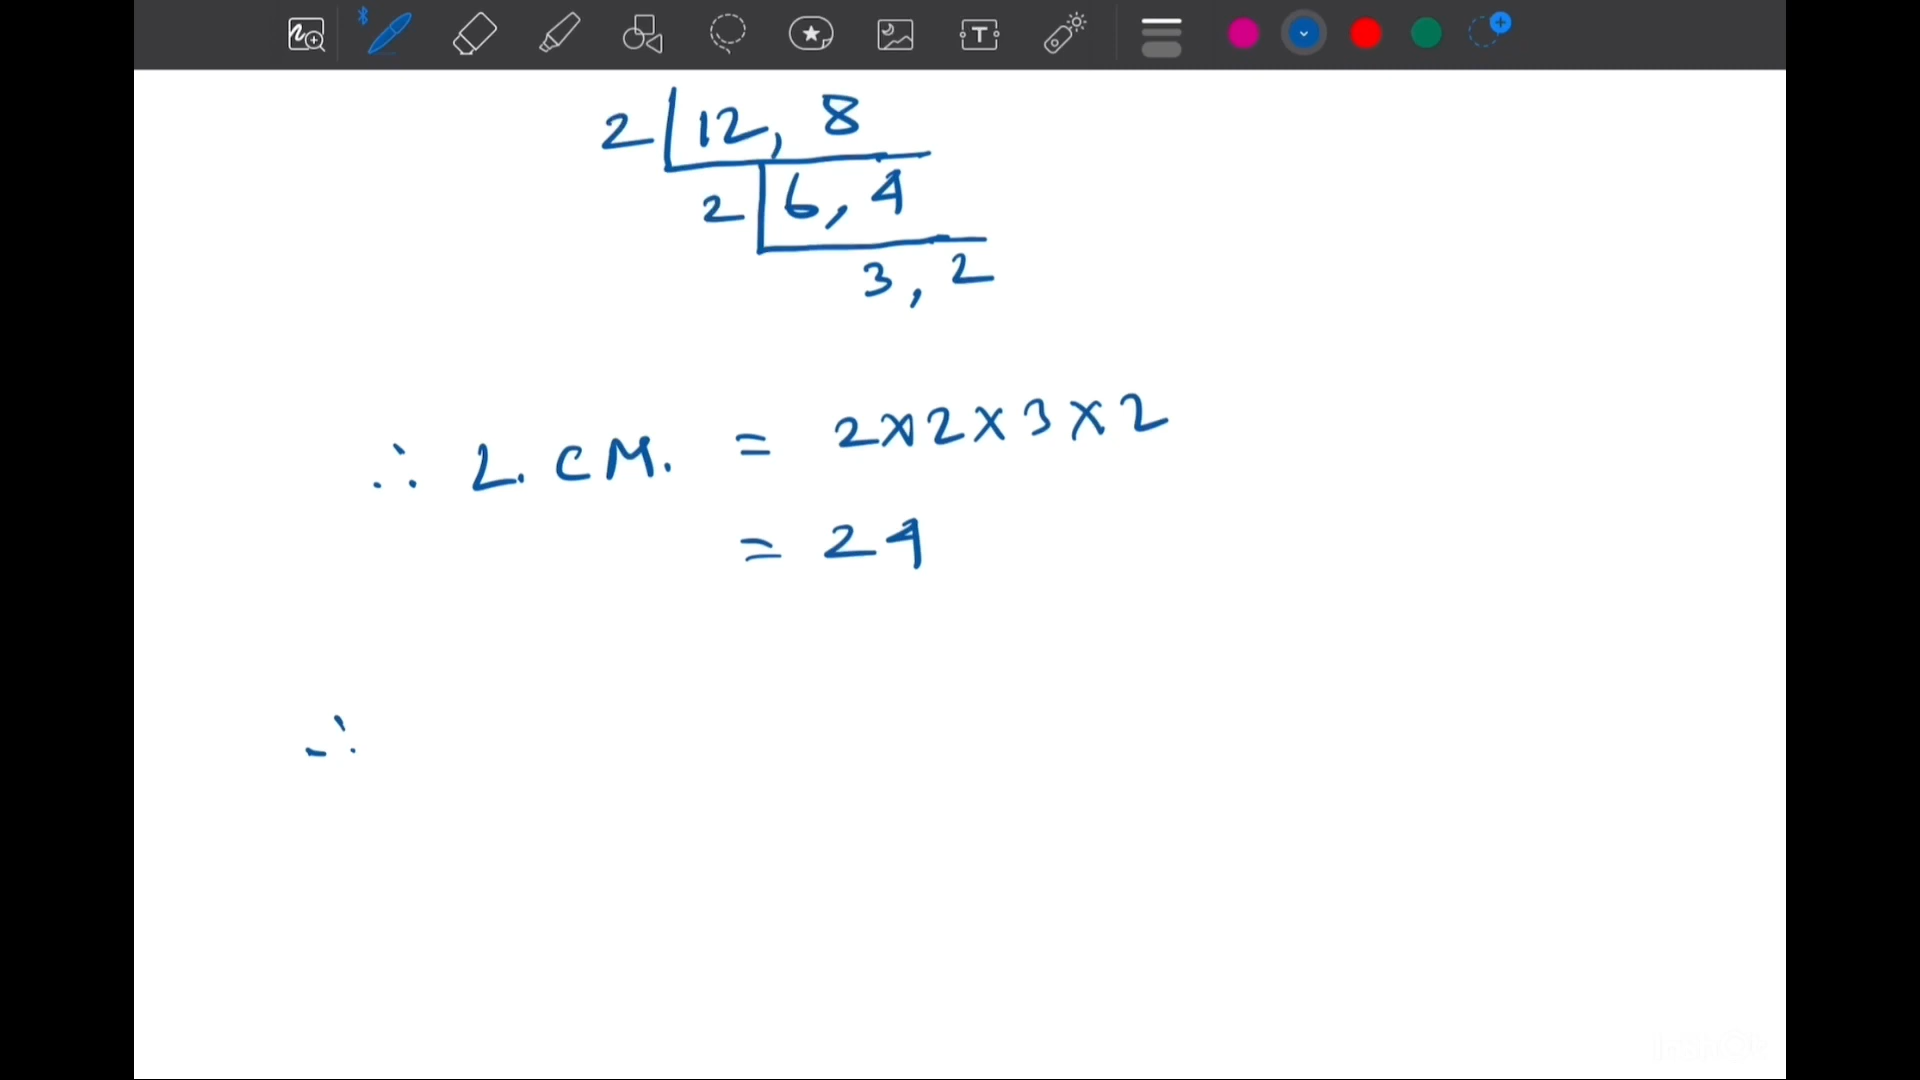 2 | 12, 8
2 | 6, 4
3, 2
∴ L. C M. = 2×2×3×2
= 24
∴